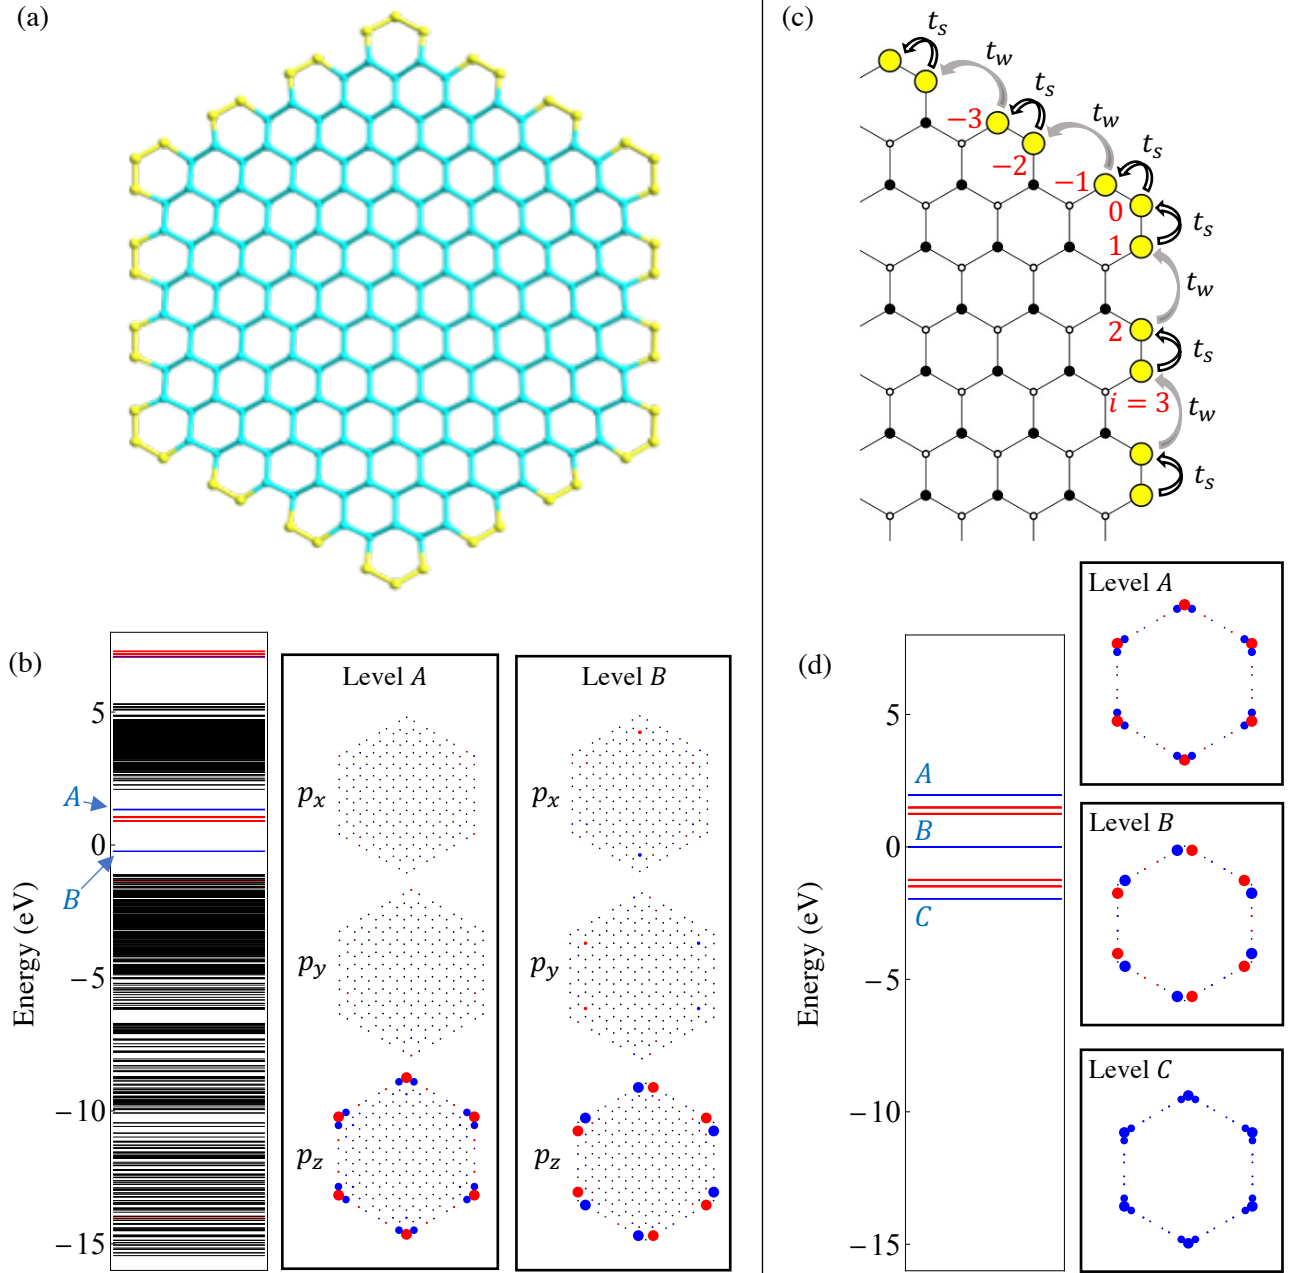 (a)
(b)
Energy (eV)
5
0
−5
−10
−15
A
B
Level A
p_x
p_y
p_z
Level B
p_x
p_y
p_z
(c)
t_s
t_w
t_s
t_w
t_s
−3
−2
−1
0
t_s
1
t_w
2
t_s
i = 3
t_w
t_s
(d)
Energy (eV)
5
0
−5
−10
−15
A
B
C
Level A
Level B
Level C